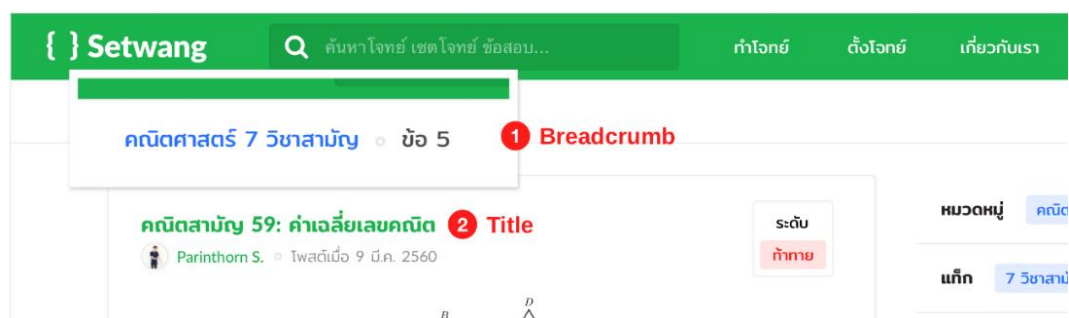 { } Setwang
ค้นหาโจทย์ เซตโจทย์ ข้อสอบ...
ทำโจทย์
ตั้งโจทย์
เกี่ยวกับเรา
คณิตศาสตร์ 7 วิชาสามัญ ข้อ 5
1 Breadcrumb
คณิตสามัญ 59: ค่าเฉลี่ยเลขคณิต
2 Title
Parinthorn S. โพสต์เมื่อ 9 มี.ค. 2560
ระดับ
ท้าทาย
หมวดหมู่ คณิต
แท็ก 7 วิชาสามั
D
B